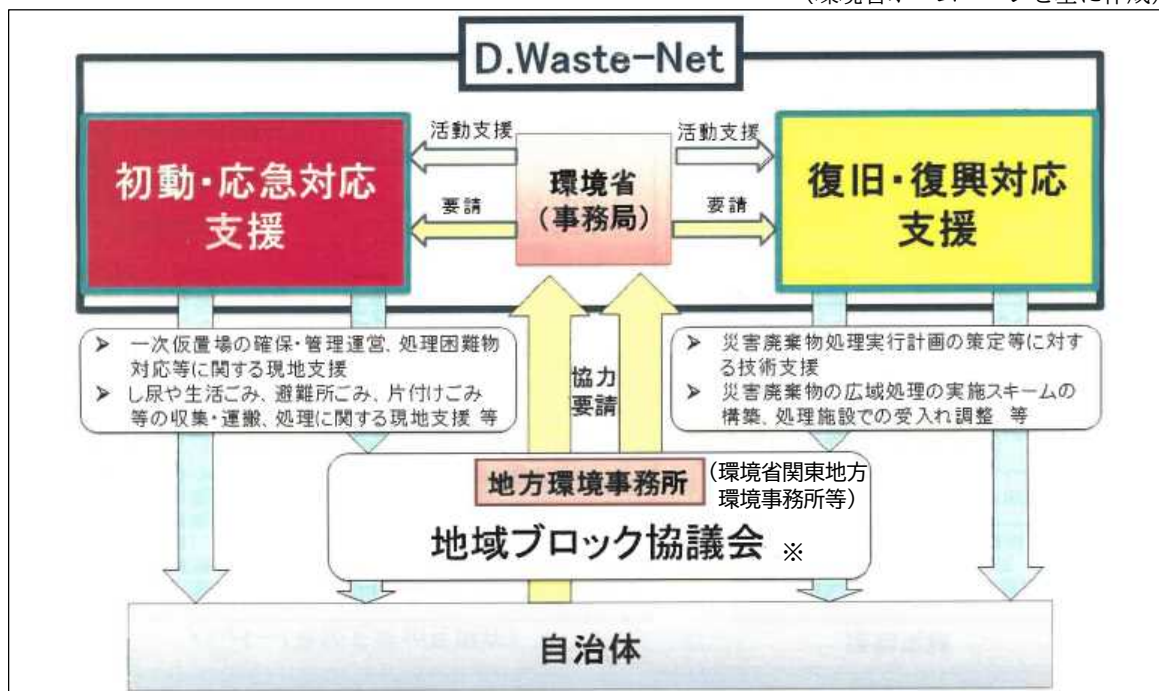 D.Waste-Net
初動・応急対応
支援
活動支援
要請
環境省
（事務局）
活動支援
要請
復旧・復興対応
支援
➢ 一次仮置場の確保・管理運営、処理困難物
対応等に関する現地支援
➢ し尿や生活ごみ、避難所ごみ、片付けごみ
等の収集・運搬、処理に関する現地支援 等
協力
要請
➢ 災害廃棄物処理実行計画の策定等に対す
る技術支援
➢ 災害廃棄物の広域処理の実施スキームの
構築、処理施設での受入れ調整 等
地方環境事務所
（環境省関東地方
環境事務所等）
地域ブロック協議会 ※
自治体